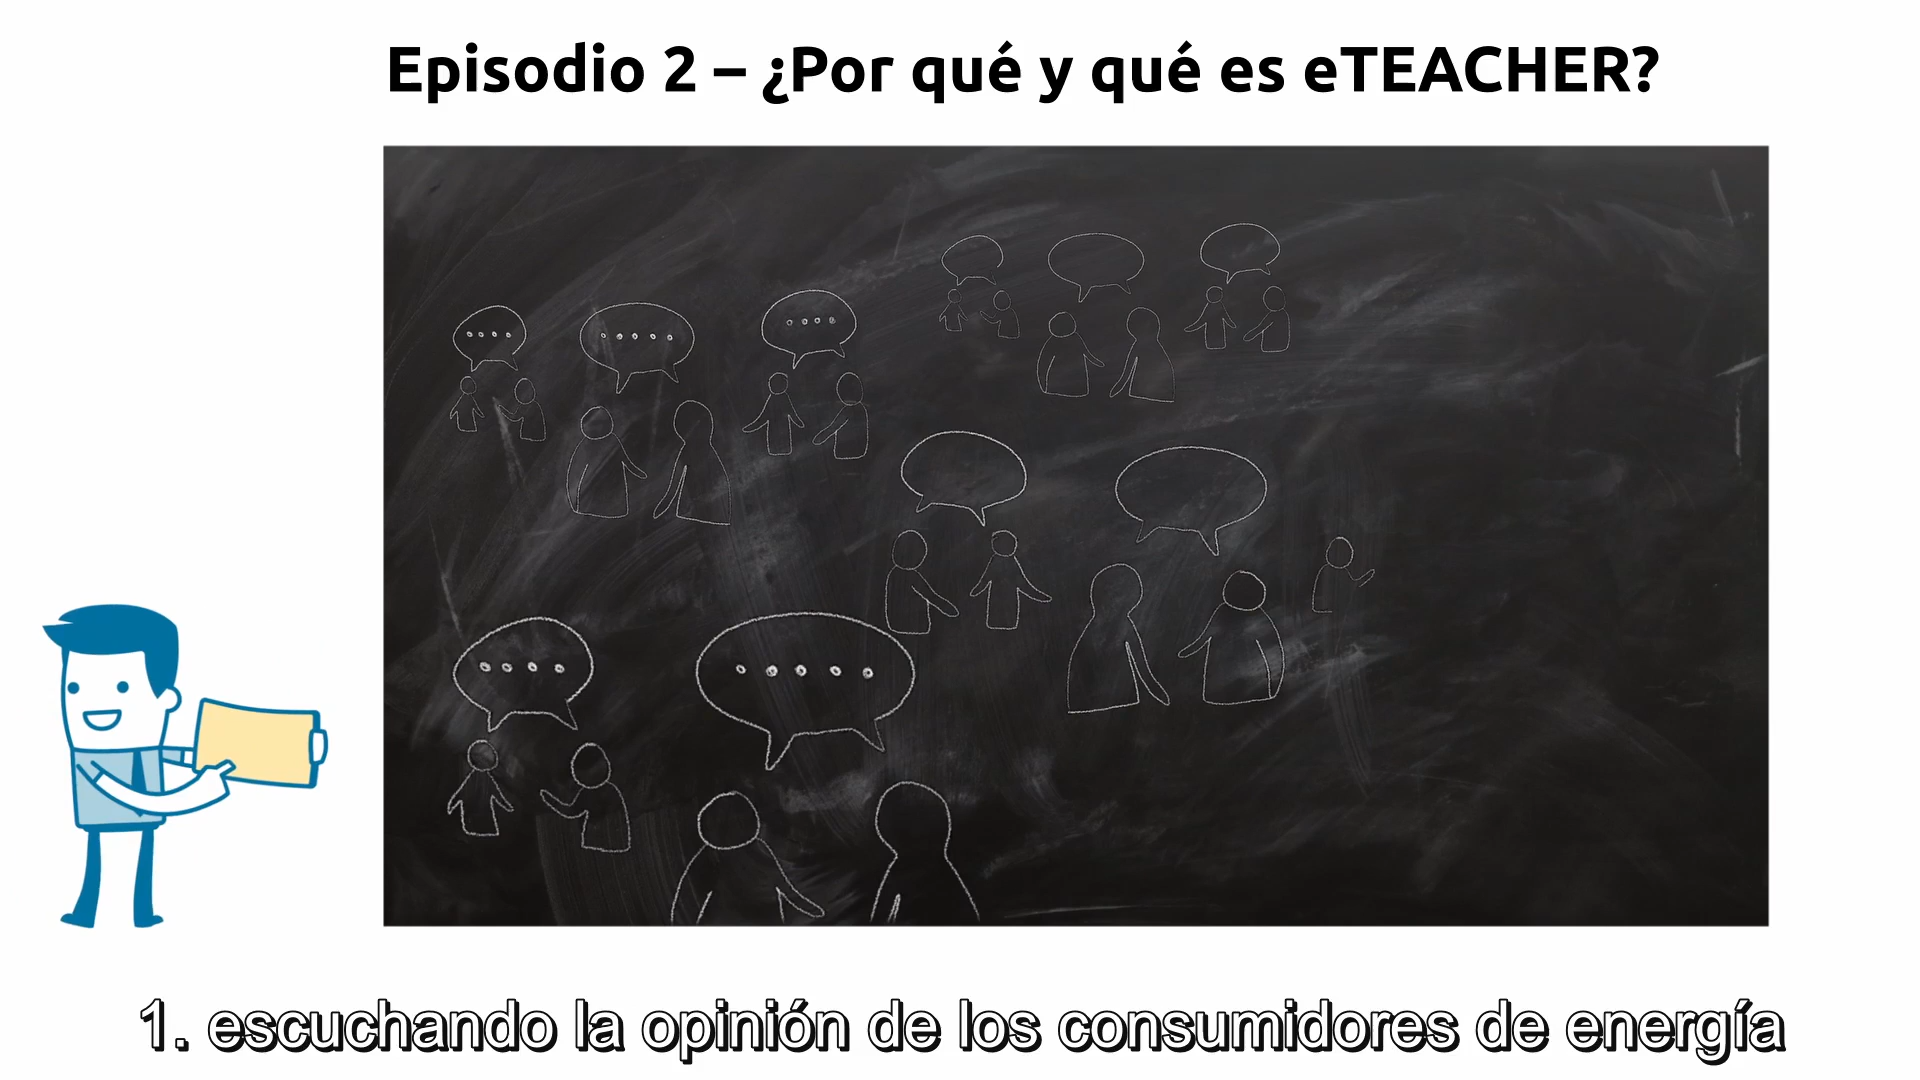 Episodio 2 – ¿Por qué y qué es eTEACHER?
1. escuchando la opinión de los consumidores de energía